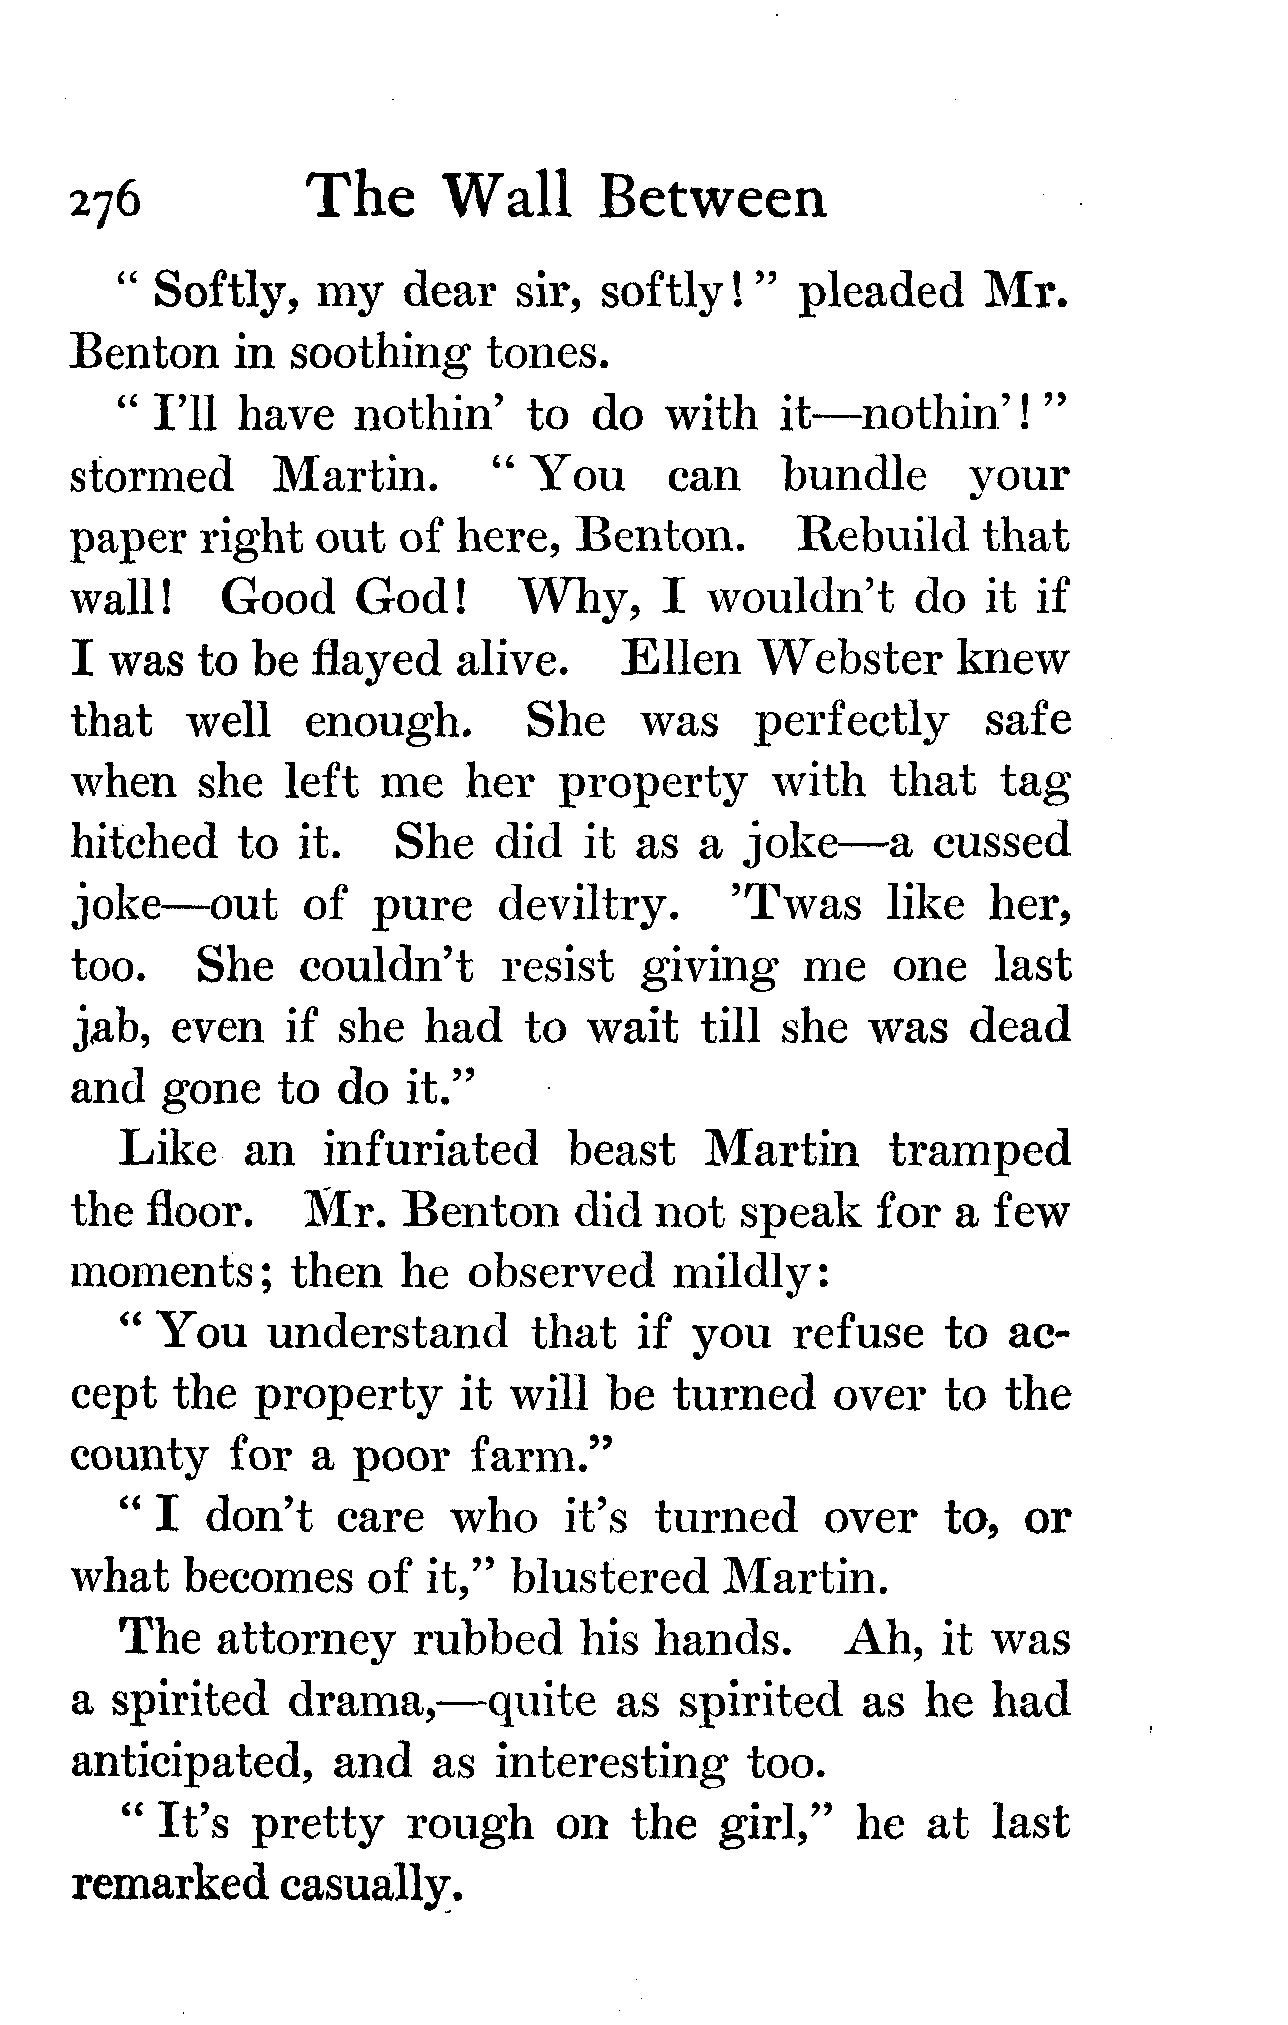 276 The Wall Between
“ Softly, my dear sir, softly! ” pleaded Mr.
Benton in soothing tones.
“ I’ll have nothin’ to do with it—nothin’! ”
stormed Martin. “ You can bundle your
paper right out of here, Benton. Rebuild that
wall! Good God! Why, I wouldn’t do it if
I was to be flayed alive. Ellen Webster knew
that well enough. She was perfectly safe
when she left me her property with that tag
hitched to it. She did it as a joke—a cussed
joke—out of pure deviltry. ’Twas like her,
too. She couldn’t resist giving me one last
jab, even if she had to wait till she was dead
and gone to do it.”
Like an infuriated beast Martin tramped
the floor. Mr. Benton did not speak for a few
moments; then he observed mildly:
“ You understand that if you refuse to ac-
cept the property it will be turned over to the
county for a poor farm.”
“ I don’t care who it’s turned over to, or
what becomes of it,” blustered Martin.
The attorney rubbed his hands. Ah, it was
a spirited drama,—quite as spirited as he had
anticipated, and as interesting too.
“ It’s pretty rough on the girl,” he at last
remarked casually.